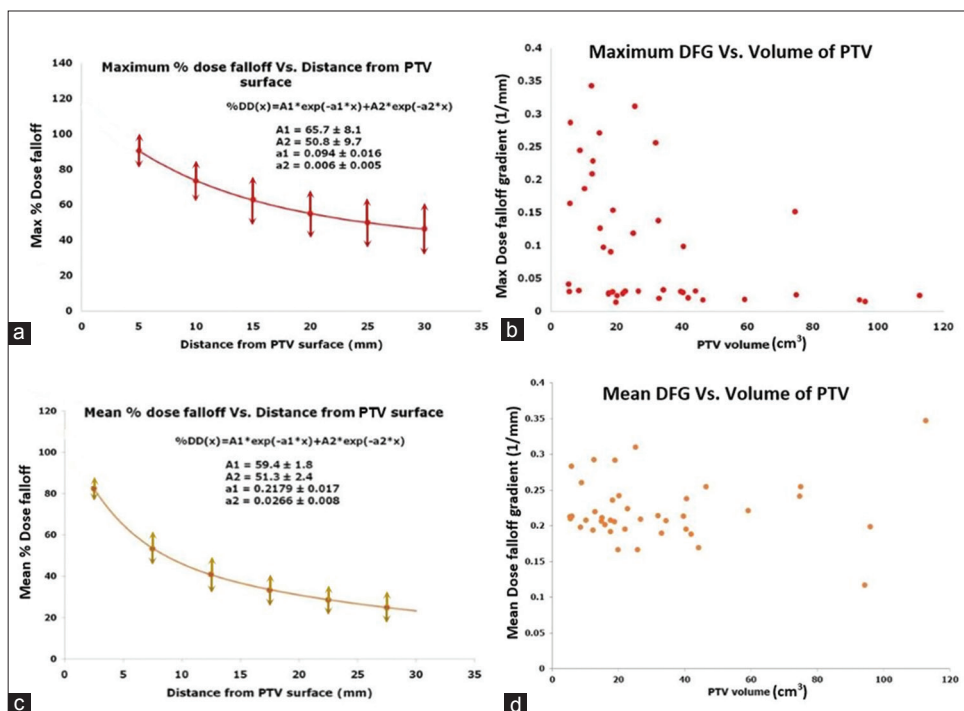 a
Maximum % dose falloff Vs. Distance from PTV
surface
%DD(x)=A1*exp(-a1*x)+A2*exp(-a2*x)
A1 = 65.7 ± 8.1
A2 = 50.8 ± 9.7
a1 = 0.094 ± 0.016
a2 = 0.006 ± 0.005
Max % Dose falloff
140
120
100
80
60
40
20
0
0 5 10 15 20 25 30 35
Distance from PTV surface (mm)
b
Maximum DFG Vs. Volume of PTV
Max Dose falloff gradient (1/mm)
0.4
0.35
0.3
0.25
0.2
0.15
0.1
0.05
0
0 20 40 60 80 100 120
PTV volume (cm³)
c
Mean % dose falloff Vs. Distance from PTV surface
%DD(x)=A1*exp(-a1*x)+A2*exp(-a2*x)
A1 = 59.4 ± 1.8
A2 = 51.3 ± 2.4
a1 = 0.2179 ± 0.017
a2 = 0.0266 ± 0.008
Mean % Dose falloff
120
100
80
60
40
20
0
0 5 10 15 20 25 30 35
Distance from PTV surface (mm)
d
Mean DFG Vs. Volume of PTV
Mean Dose falloff gradient (1/mm)
0.4
0.35
0.3
0.25
0.2
0.15
0.1
0.05
0
0 20 40 60 80 100 120
PTV volume (cm³)